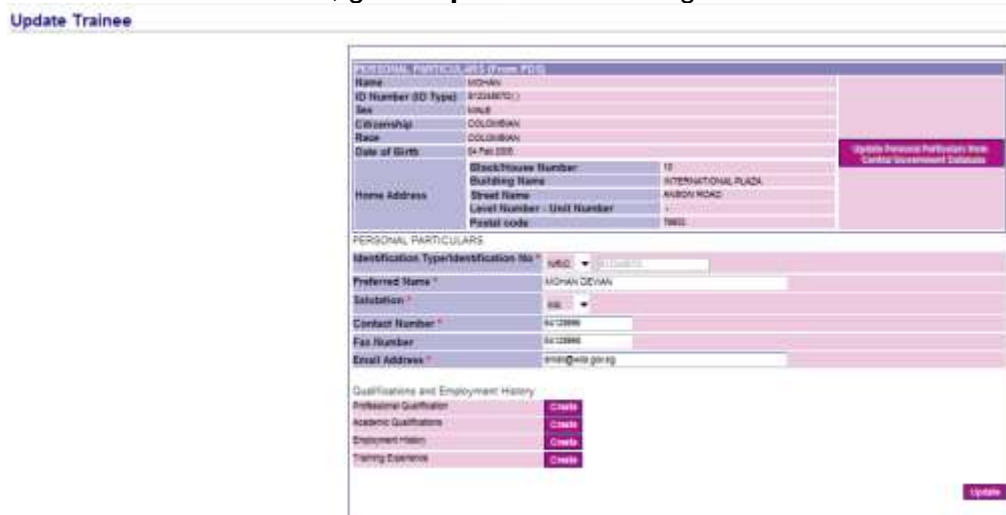 Update Trainee
PERSONAL PARTICULARS (From PDS)
Name MOHAN
ID Number (ID Type)
Sex MALE
Citizenship COLOMBIAN
Race COLOMBIAN
Date of Birth 04 Feb
Update Personal Particulars from
Central Government Database
Home Address
Block/House Number 10
Building Name INTERNATIONAL PLAZA
Street Name ANSON ROAD
Level Number - Unit Number -
Postal code
PERSONAL PARTICULARS
Identification Type/Identification No * NRIC
Preferred Name * MOHAN DEVAN
Salutation *
Contact Number *
Fax Number
Email Address *
Qualifications and Employment History
Professional Qualification Create
Academic Qualifications Create
Employment History Create
Training Experience Create
Update